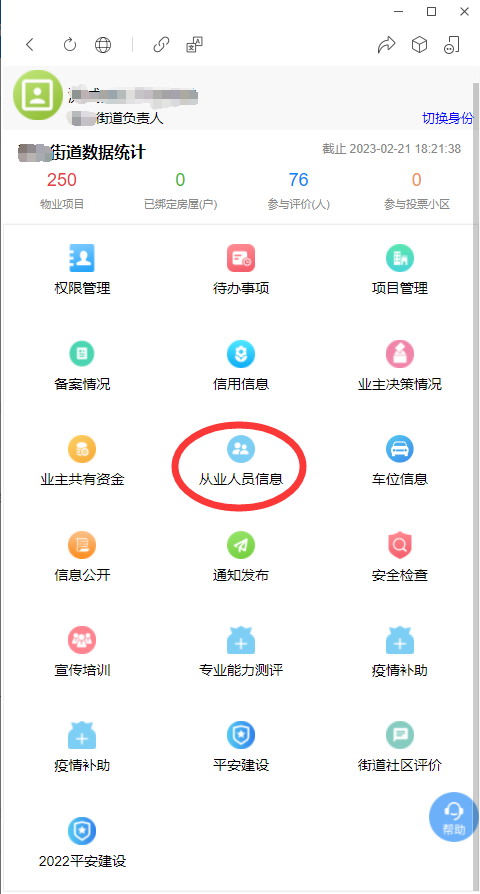 街道负责人
切换身份
街道数据统计
截止 2023-02-21 18:21:38
250
0
76
0
物业项目
已绑定房屋(户)
参与评价(人)
参与投票小区
权限管理
待办事项
项目管理
备案情况
信用信息
业主决策情况
业主共有资金
从业人员信息
车位信息
信息公开
通知发布
安全检查
宣传培训
专业能力测评
疫情补助
疫情补助
平安建设
街道社区评价
帮助
2022平安建设